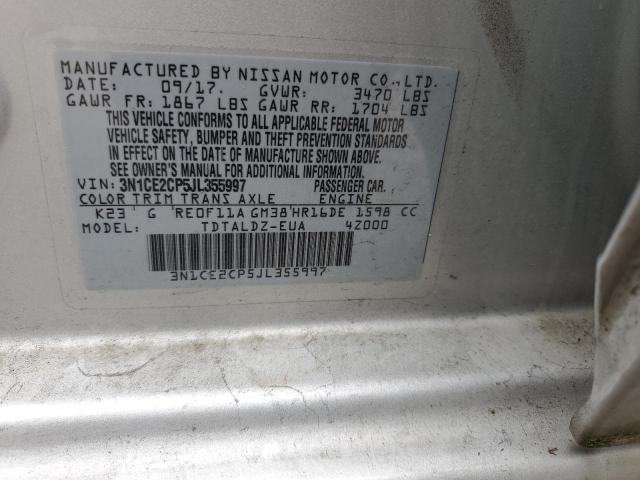 MANUFACTURED BY NISSAN MOTOR CO., LTD.
DATE: 09/17. GVWR: 3470 LBS
GAWR FR: 1867 LBS GAWR RR: 1704 LBS
THIS VEHICLE CONFORMS TO ALL APPLICABLE FEDERAL MOTOR
VEHICLE SAFETY, BUMPER AND THEFT PREVENTION STANDARDS
IN EFFECT ON THE DATE OF MANUFACTURE SHOWN ABOVE.
SEE OWNER'S MANUAL FOR ADDITIONAL INFORMATION.
VIN: 3N1CE2CP5JL355997 PASSENGER CAR.
COLOR TRIM TRANS AXLE ENGINE
K23 G RE0F11A GM38 HR16DE 1598 CC
MODEL: TDTALDZ-EUA 4Z000
3N1CE2CP5JL355997